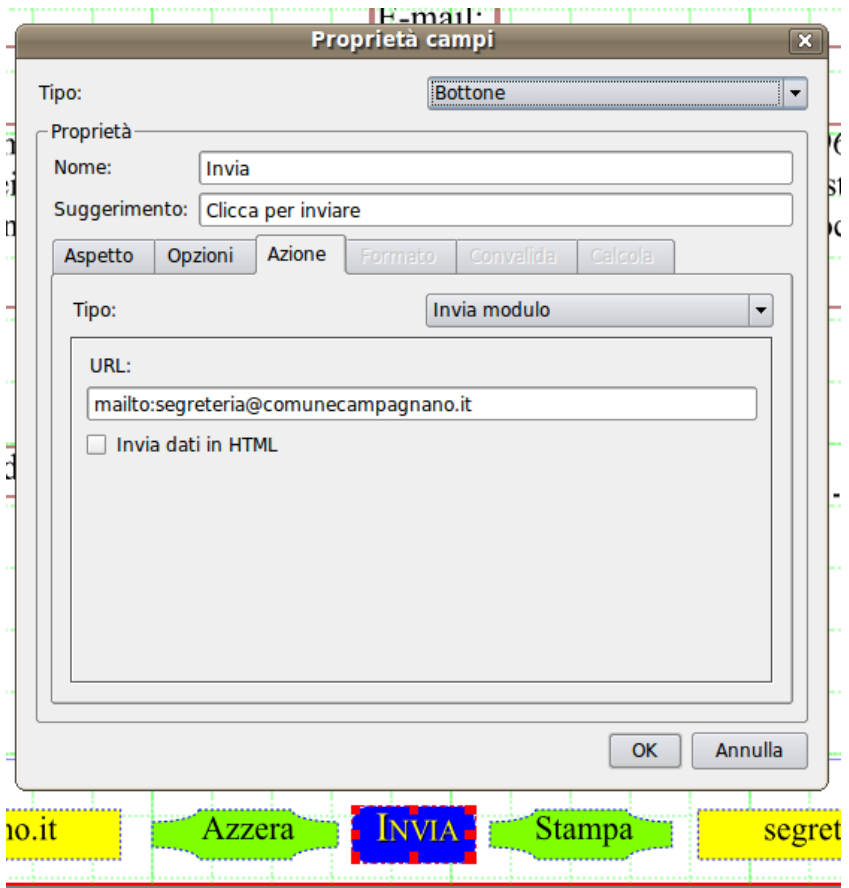 E-mail:
Proprietà campi
Tipo: Bottone
Proprietà
Nome: Invia
Suggerimento: Clicca per inviare
Aspetto Opzioni Azione Formato Convalida Calcola
Tipo: Invia modulo
URL:
mailto:segreteria@comunecampagnano.it
Invia dati in HTML
OK Annulla
no.it Azzera INVIA Stampa segret